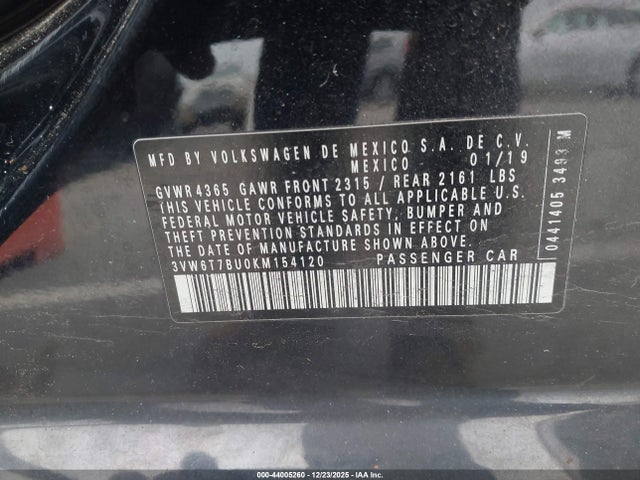 MFD BY VOLKSWAGEN DE MEXICO S.A. DE C.V.
MEXICO 01/19
GVWR 4365 GAWR FRONT 2315 / REAR 2161 LBS
THIS VEHICLE CONFORMS TO ALL APPLICABLE U.S.
FEDERAL MOTOR VEHICLE SAFETY, BUMPER AND
THEFT PREVENTION STANDARDS IN EFFECT ON
THE DATE OF MANUFACTURE SHOWN ABOVE.
3VW6T7BU0KM154120 PASSENGER CAR
0441405 3493 M
000-44005260 - 12/23/2025 - IAA Inc.